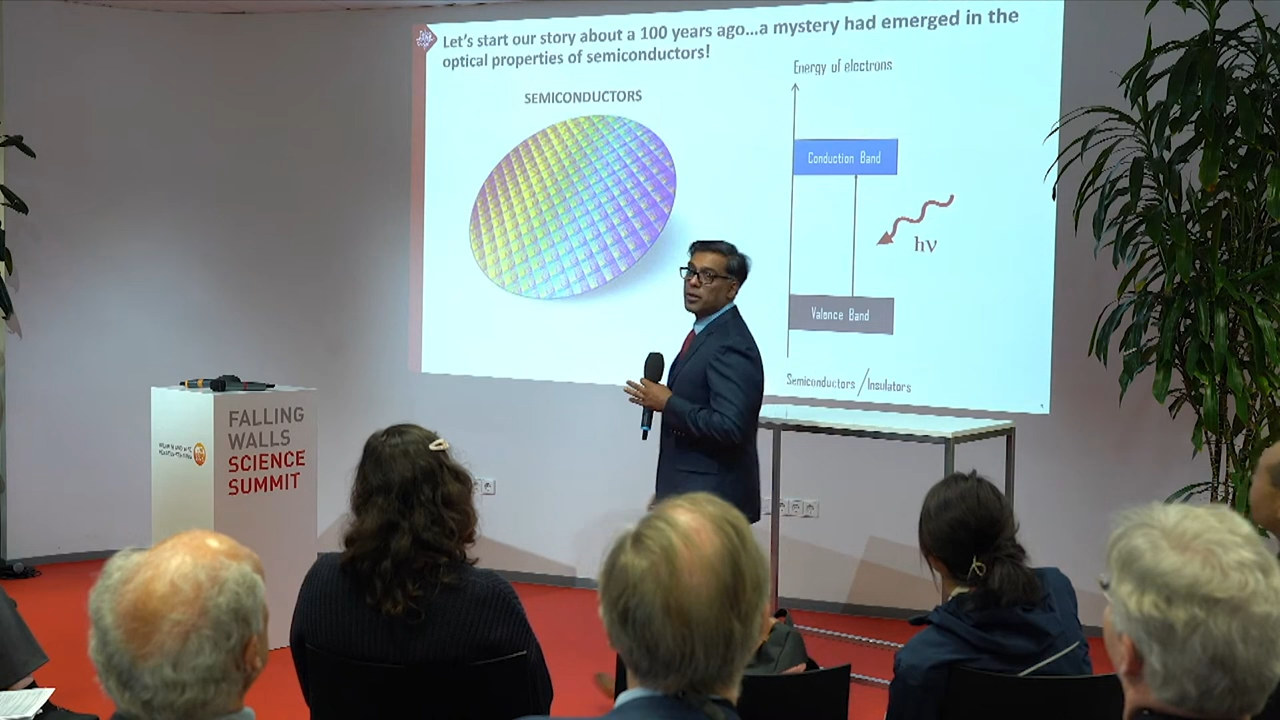 Let's start our story about a 100 years ago...a mystery had emerged in the
optical properties of semiconductors!
SEMICONDUCTORS
Energy of electrons
Conduction Band
hν
Valence Band
Semiconductors / Insulators
FALLING
WALLS
SCIENCE
SUMMIT